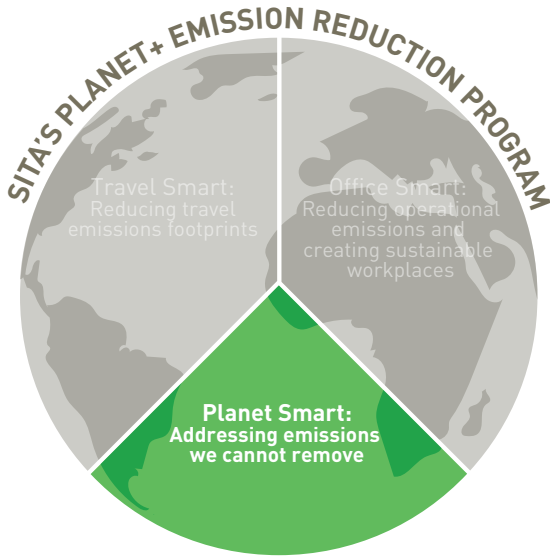 SITA'S PLANET+ EMISSION REDUCTION PROGRAM
Travel Smart:
Reducing travel
emissions footprints
Office Smart:
Reducing operational
emissions and
creating sustainable
workplaces
Planet Smart:
Addressing emissions
we cannot remove